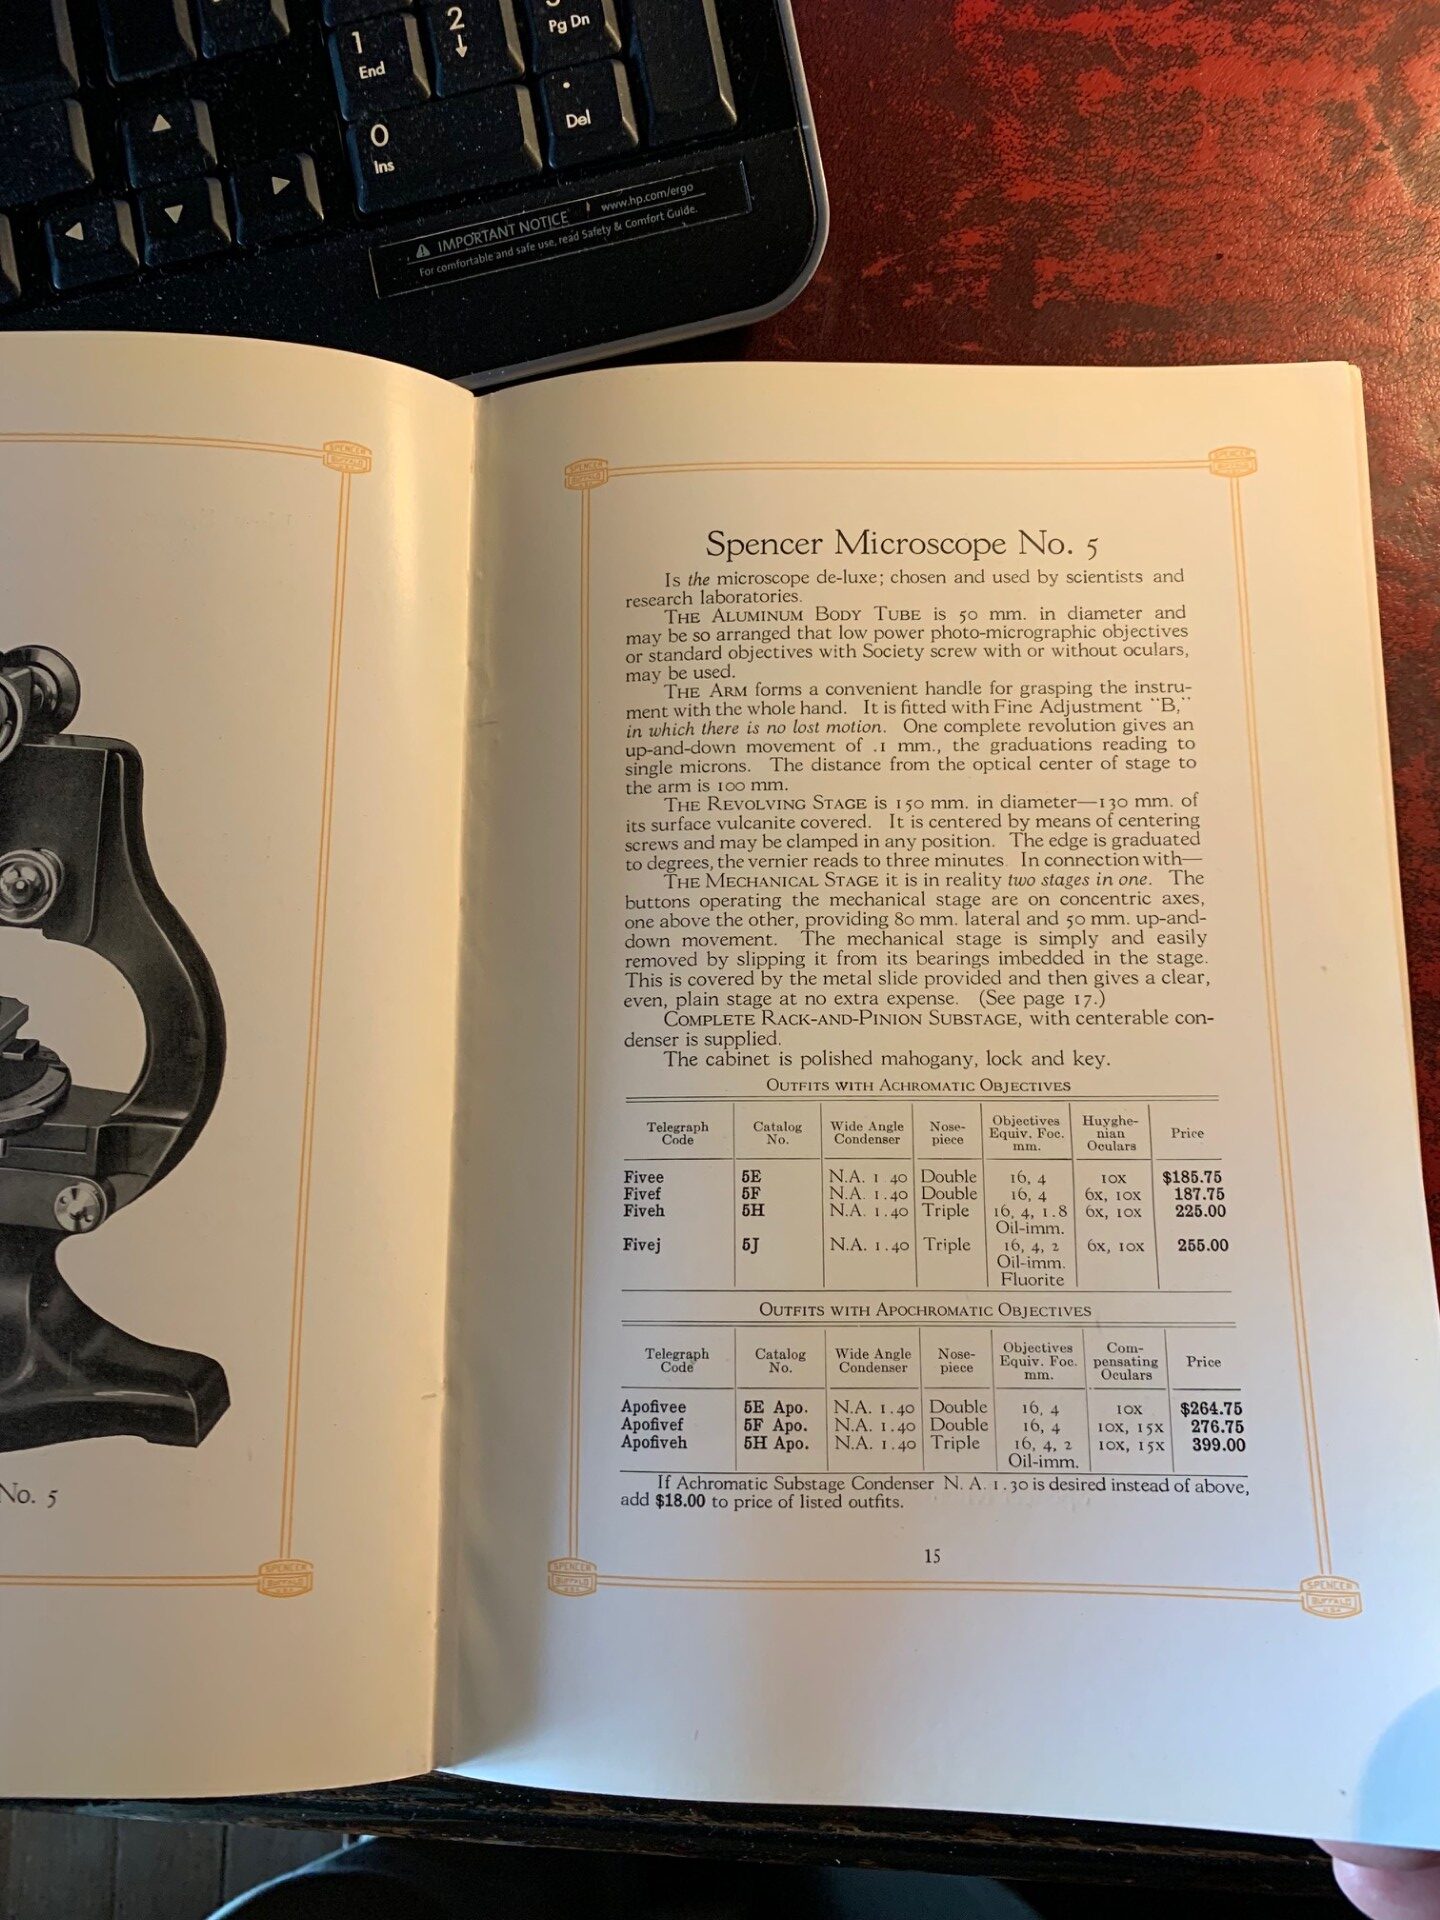 1
End
2
↓
Pg Dn
0
Ins
.
Del
IMPORTANT NOTICE www.hp.com/ergo
For comfortable and safe use, read Safety & Comfort Guide.
SPENCER
BUFFALO
SPENCER
BUFFALO
SPENCER
BUFFALO
No. 5
SPENCER
BUFFALO
U.S.A.
Spencer Microscope No. 5
Is the microscope de-luxe; chosen and used by scientists and
research laboratories.
The Aluminum Body Tube is 50 mm. in diameter and
may be so arranged that low power photo-micrographic objectives
or standard objectives with Society screw with or without oculars,
may be used.
The Arm forms a convenient handle for grasping the instru-
ment with the whole hand. It is fitted with Fine Adjustment "B,"
in which there is no lost motion. One complete revolution gives an
up-and-down movement of .1 mm., the graduations reading to
single microns. The distance from the optical center of stage to
the arm is 100 mm.
The Revolving Stage is 150 mm. in diameter—130 mm. of
its surface vulcanite covered. It is centered by means of centering
screws and may be clamped in any position. The edge is graduated
to degrees, the vernier reads to three minutes. In connection with—
The Mechanical Stage it is in reality two stages in one. The
buttons operating the mechanical stage are on concentric axes,
one above the other, providing 80 mm. lateral and 50 mm. up-and-
down movement. The mechanical stage is simply and easily
removed by slipping it from its bearings imbedded in the stage.
This is covered by the metal slide provided and then gives a clear,
even, plain stage at no extra expense. (See page 17.)
Complete Rack-and-Pinion Substage, with centerable con-
denser is supplied.
The cabinet is polished mahogany, lock and key.
Outfits with Achromatic Objectives
Telegraph Code Catalog No. Wide Angle Condenser Nose-piece Objectives Equiv. Foc. mm. Huyghe-nian Oculars Price
Fivee 5E N.A. 1.40 Double 16, 4 10X $185.75
Fivef 5F N.A. 1.40 Double 16, 4 6x, 10X 187.75
Fiveh 5H N.A. 1.40 Triple 16, 4, 1.8 6x, 10X 225.00
Oil-imm.
Fivej 5J N.A. 1.40 Triple 16, 4, 2 6x, 10X 255.00
Oil-imm.
Fluorite
Outfits with Apochromatic Objectives
Telegraph Code Catalog No. Wide Angle Condenser Nose-piece Objectives Equiv. Foc. mm. Com-pensating Oculars Price
Apofivee 5E Apo. N.A. 1.40 Double 16, 4 10X $264.75
Apofivef 5F Apo. N.A. 1.40 Double 16, 4 10X, 15X 276.75
Apofiveh 5H Apo. N.A. 1.40 Triple 16, 4, 2 10X, 15X 399.00
Oil-imm.
If Achromatic Substage Condenser N. A. 1.30 is desired instead of above,
add $18.00 to price of listed outfits.
15
SPENCER
BUFFALO
SPENCER
BUFFALO
U.S.A.